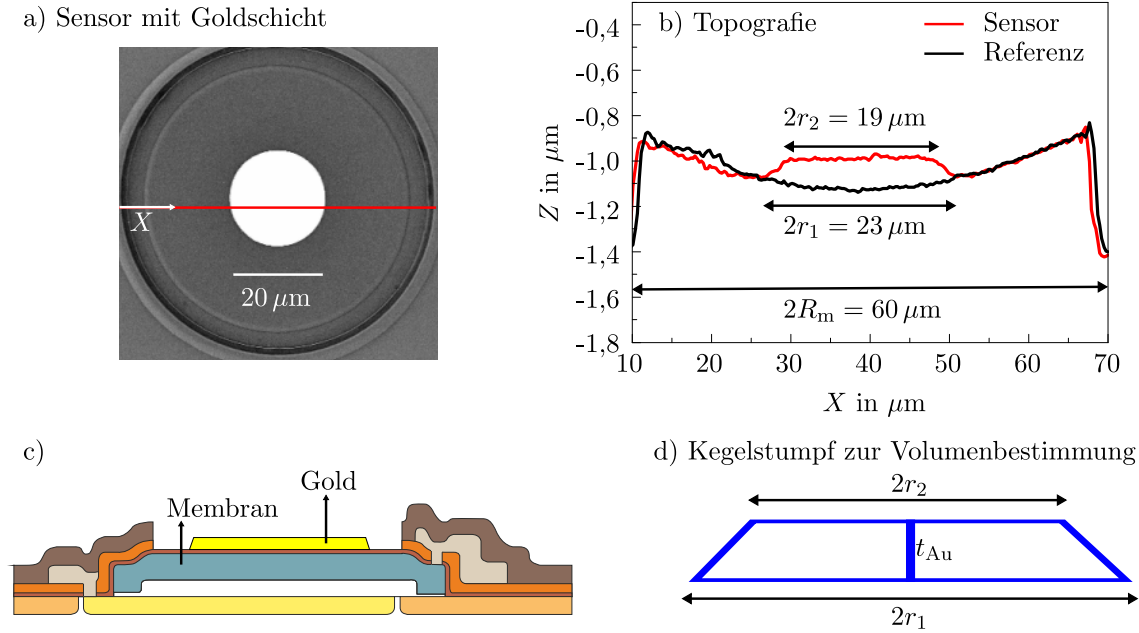 a) Sensor mit Goldschicht
X
20 μm
b) Topografie
Sensor
Referenz
2r₂ = 19 μm
2r₁ = 23 μm
2Rₘ = 60 μm
Z in μm
-0,4
-0,6
-0,8
-1,0
-1,2
-1,4
-1,6
-1,8
10 20 30 40 50 60 70
X in μm
c)
Gold
Membran
d) Kegelstumpf zur Volumenbestimmung
2r₂
t_Au
2r₁